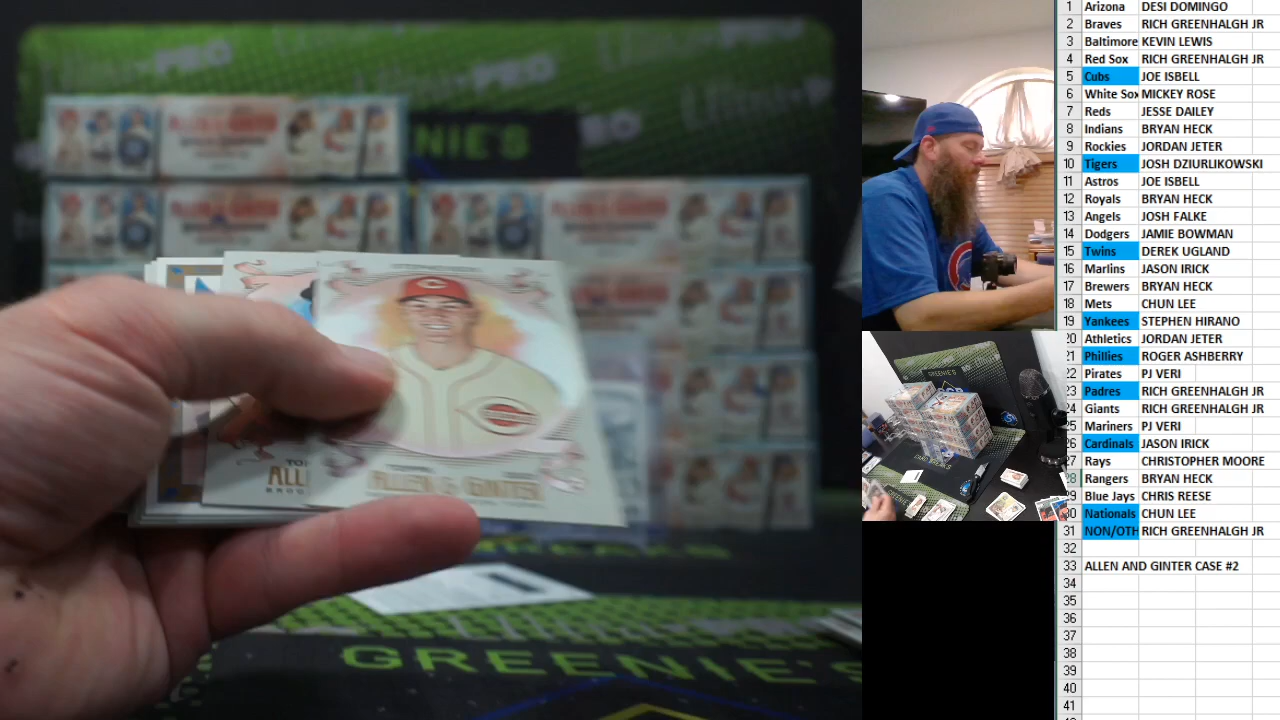 1 Arizona DESI DOMINGO
2 Braves RICH GREENHALGH JR
3 Baltimore KEVIN LEWIS
4 Red Sox RICH GREENHALGH JR
5 Cubs JOE ISBELL
6 White Sox MICKEY ROSE
7 Reds JESSE DAILEY
8 Indians BRYAN HECK
9 Rockies JORDAN JETER
10 Tigers JOSH DZIURLIKOWSKI
11 Astros JOE ISBELL
12 Royals BRYAN HECK
13 Angels JOSH FALKE
14 Dodgers JAMIE BOWMAN
15 Twins DEREK UGLAND
16 Marlins JASON IRICK
17 Brewers BRYAN HECK
18 Mets CHUN LEE
19 Yankees STEPHEN HIRANO
20 Athletics JORDAN JETER
21 Phillies ROGER ASHBERRY
22 Pirates PJ VERI
23 Padres RICH GREENHALGH JR
24 Giants RICH GREENHALGH JR
25 Mariners PJ VERI
26 Cardinals JASON IRICK
27 Rays CHRISTOPHER MOORE
28 Rangers BRYAN HECK
29 Blue Jays CHRIS REESE
30 Nationals CHUN LEE
31 NON/OTH RICH GREENHALGH JR
32
33 ALLEN AND GINTER CASE #2
34
35
36
37
38
39
40
41
NIE'S
REDS
ALLEN & GINTER
GREENIE'S
GREENIE'S